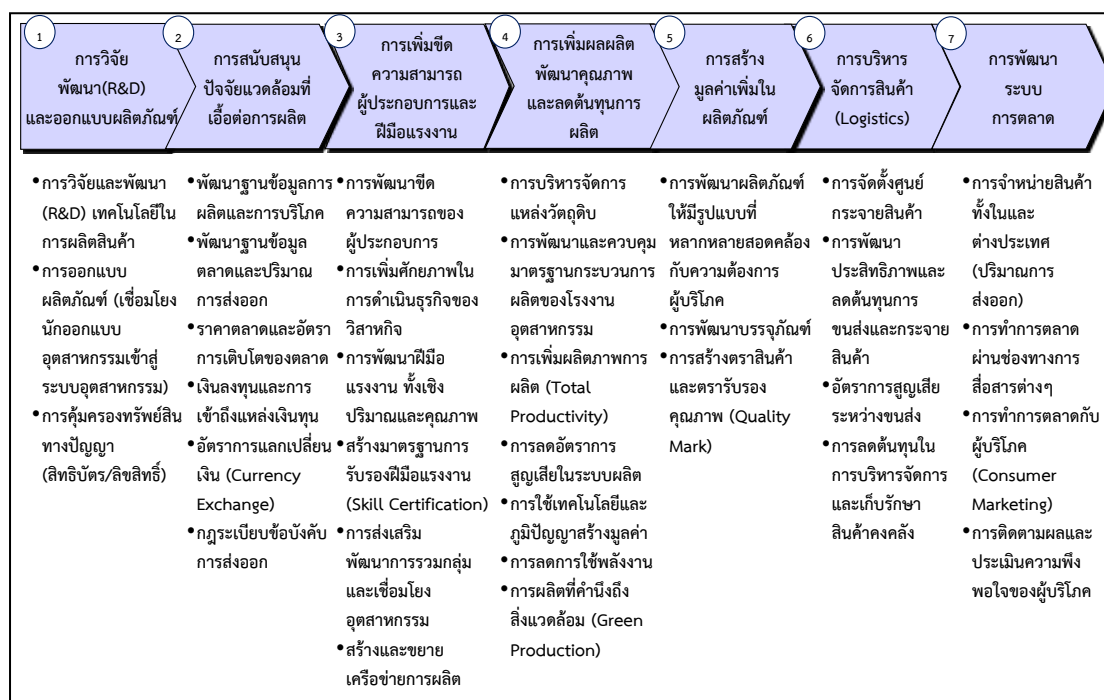 1
การวิจัย
พัฒนา(R&D)
และออกแบบผลิตภัณฑ์
2
การสนับสนุน
ปัจจัยแวดล้อมที่
เอื้อต่อการผลิต
3
การเพิ่มขีด
ความสามารถ
ผู้ประกอบการและ
ฝีมือแรงงาน
4
การเพิ่มผลผลิต
พัฒนาคุณภาพ
และลดต้นทุนการ
ผลิต
5
การสร้าง
มูลค่าเพิ่มใน
ผลิตภัณฑ์
6
การบริหาร
จัดการสินค้า
(Logistics)
7
การพัฒนา
ระบบ
การตลาด
•การวิจัยและพัฒนา
(R&D) เทคโนโลยีใน
การผลิตสินค้า
•การออกแบบ
ผลิตภัณฑ์ (เชื่อมโยง
นักออกแบบ
อุตสาหกรรมเข้าสู่
ระบบอุตสาหกรรม)
•การคุ้มครองทรัพย์สิน
ทางปัญญา
(สิทธิบัตร/ลิขสิทธิ์)
•พัฒนาฐานข้อมูลการ
ผลิตและการบริโภค
•พัฒนาฐานข้อมูล
ตลาดและปริมาณ
การส่งออก
•ราคาตลาดและอัตรา
การเติบโตของตลาด
•เงินลงทุนและการ
เข้าถึงแหล่งเงินทุน
•อัตราการแลกเปลี่ยน
เงิน (Currency
Exchange)
•กฎระเบียบข้อบังคับ
การส่งออก
•การพัฒนาขีด
ความสามารถของ
ผู้ประกอบการ
•การเพิ่มศักยภาพใน
การดำเนินธุรกิจของ
วิสาหกิจ
•การพัฒนาฝีมือ
แรงงาน ทั้งเชิง
ปริมาณและคุณภาพ
•สร้างมาตรฐานการ
รับรองฝีมือแรงงาน
(Skill Certification)
•การส่งเสริม
พัฒนาการรวมกลุ่ม
และเชื่อมโยง
อุตสาหกรรม
•สร้างและขยาย
เครือข่ายการผลิต
•การบริหารจัดการ
แหล่งวัตถุดิบ
•การพัฒนาและควบคุม
มาตรฐานกระบวนการ
ผลิตของโรงงาน
อุตสาหกรรม
•การเพิ่มผลิตภาพการ
ผลิต (Total
Productivity)
•การลดอัตราการ
สูญเสียในระบบผลิต
•การใช้เทคโนโลยีและ
ภูมิปัญญาสร้างมูลค่า
•การลดการใช้พลังงาน
•การผลิตที่คำนึงถึง
สิ่งแวดล้อม (Green
Production)
•การพัฒนาผลิตภัณฑ์
ให้มีรูปแบบที่
หลากหลายสอดคล้อง
กับความต้องการ
ผู้บริโภค
•การพัฒนาบรรจุภัณฑ์
•การสร้างตราสินค้า
และตรารับรอง
คุณภาพ (Quality
Mark)
•การจัดตั้งศูนย์
กระจายสินค้า
•การพัฒนา
ประสิทธิภาพและ
ลดต้นทุนการ
ขนส่งและกระจาย
สินค้า
•อัตราการสูญเสีย
ระหว่างขนส่ง
•การลดต้นทุนใน
การบริหารจัดการ
และเก็บรักษา
สินค้าคงคลัง
•การจำหน่ายสินค้า
ทั้งในและ
ต่างประเทศ
(ปริมาณการ
ส่งออก)
•การทำการตลาด
ผ่านช่องทางการ
สื่อสารต่างๆ
•การทำการตลาดกับ
ผู้บริโภค
(Consumer
Marketing)
•การติดตามผลและ
ประเมินความพึง
พอใจของผู้บริโภค